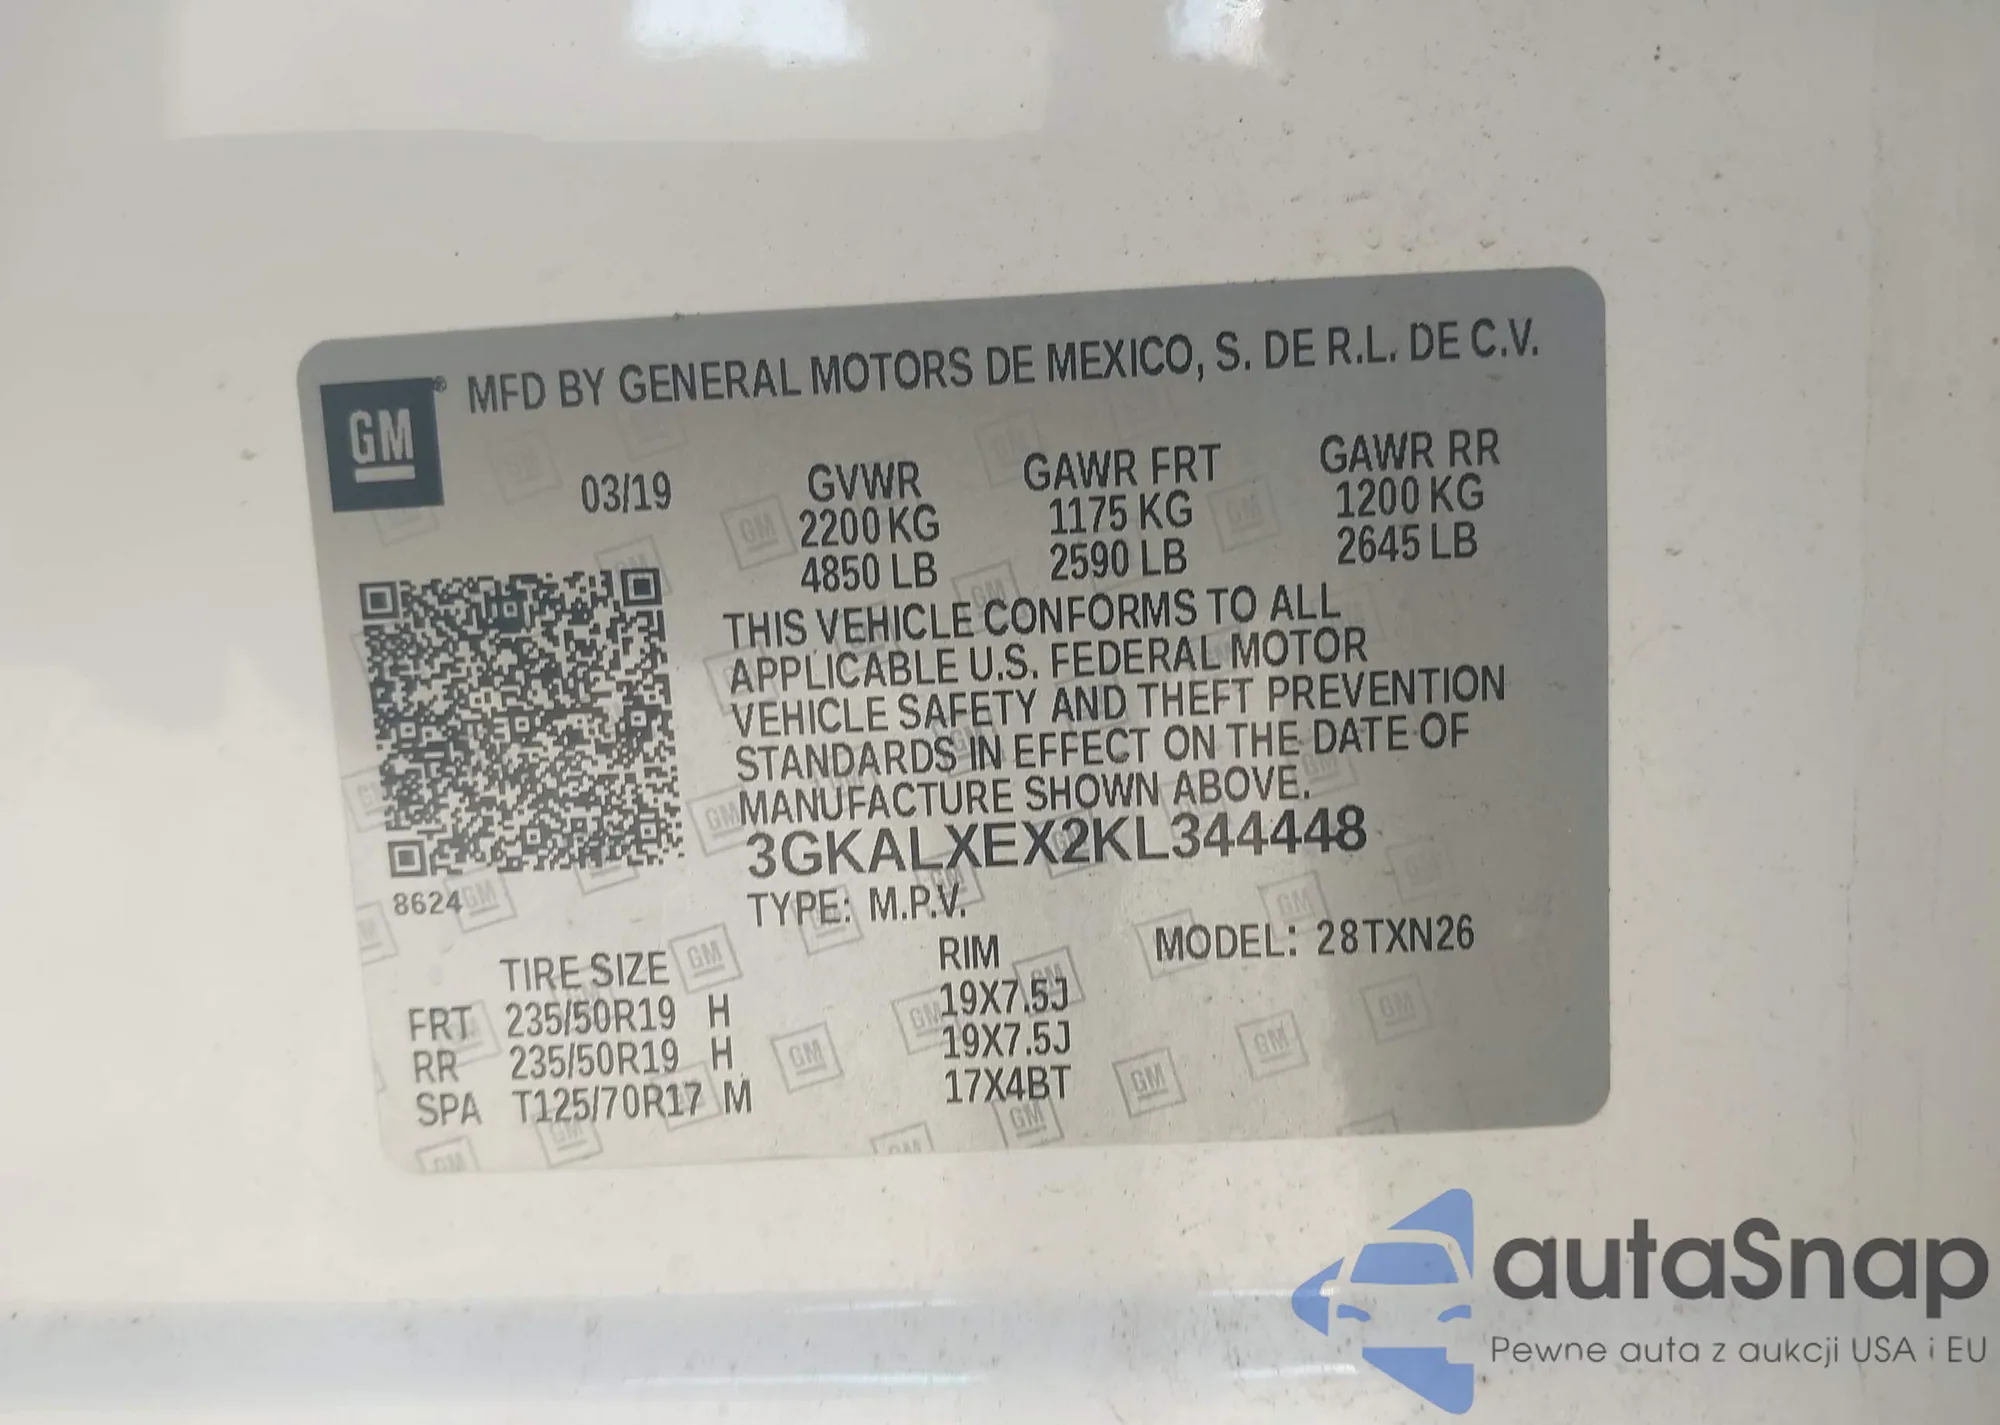 MFD BY GENERAL MOTORS DE MEXICO, S. DE R.L. DE C.V.
GM ®
03/19 GVWR GAWR FRT GAWR RR
2200 KG 1175 KG 1200 KG
4850 LB 2590 LB 2645 LB
THIS VEHICLE CONFORMS TO ALL
APPLICABLE U.S. FEDERAL MOTOR
VEHICLE SAFETY AND THEFT PREVENTION
STANDARDS IN EFFECT ON THE DATE OF
MANUFACTURE SHOWN ABOVE.
3GKALXEX2KL344448
8624
TYPE: M.P.V. MODEL: 28TXN26
TIRE SIZE RIM
FRT 235/50R19 H 19X7.5J
RR 235/50R19 H 19X7.5J
SPA T125/70R17 M 17X4BT
autaSnap
Pewne auta z aukcji USA i EU